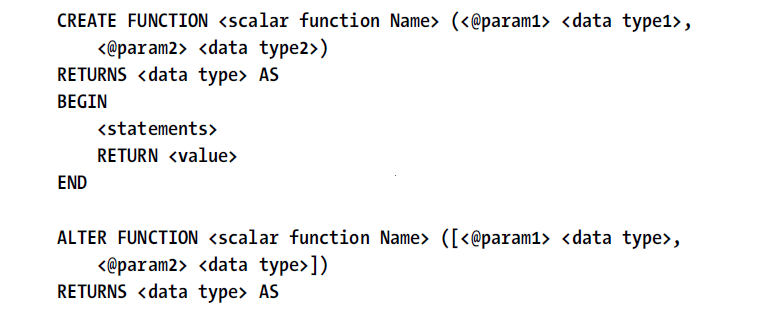 CREATE FUNCTION <scalar function Name> (<@param1> <data type1>,
<@param2> <data type2>)
RETURNS <data type> AS
BEGIN
<statements>
RETURN <value>
END
ALTER FUNCTION <scalar function Name> ([<@param1> <data type>,
<@param2> <data type>])
RETURNS <data type> AS